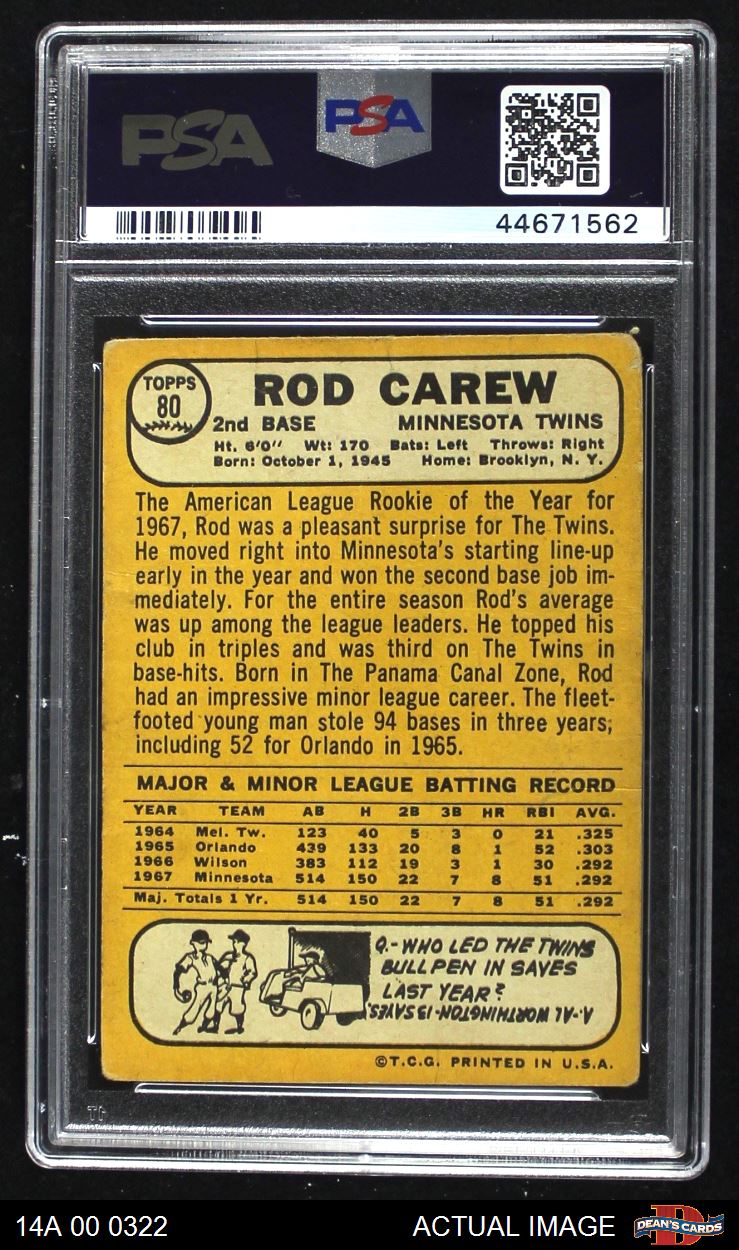 PSA
PSA
44671562
TOPPS
80
ROD CAREW
2nd BASE MINNESOTA TWINS
Ht. 6'0" Wt: 170 Bats: Left Throws: Right
Born: October 1, 1945 Home: Brooklyn, N. Y.
The American League Rookie of the Year for
1967, Rod was a pleasant surprise for The Twins.
He moved right into Minnesota's starting line-up
early in the year and won the second base job im-
mediately. For the entire season Rod's average
was up among the league leaders. He topped his
club in triples and was third on The Twins in
base-hits. Born in The Panama Canal Zone, Rod
had an impressive minor league career. The fleet-
footed young man stole 94 bases in three years,
including 52 for Orlando in 1965.
MAJOR & MINOR LEAGUE BATTING RECORD
YEAR TEAM AB H 2B 3B HR RBI AVG.
1964 Mel. Tw. 123 40 5 3 0 21 .325
1965 Orlando 439 133 20 8 1 52 .303
1966 Wilson 383 112 19 3 1 30 .292
1967 Minnesota 514 150 22 7 8 51 .292
Maj. Totals 1 Yr. 514 150 22 7 8 51 .292
Q.-WHO LED THE TWINS
BULLPEN IN SAVES
LAST YEAR?
A-AL WORTHINGTON-13 SAVES.
©T.C.G. PRINTED IN U.S.A.
14A 00 0322 ACTUAL IMAGE DEAN'S CARDS